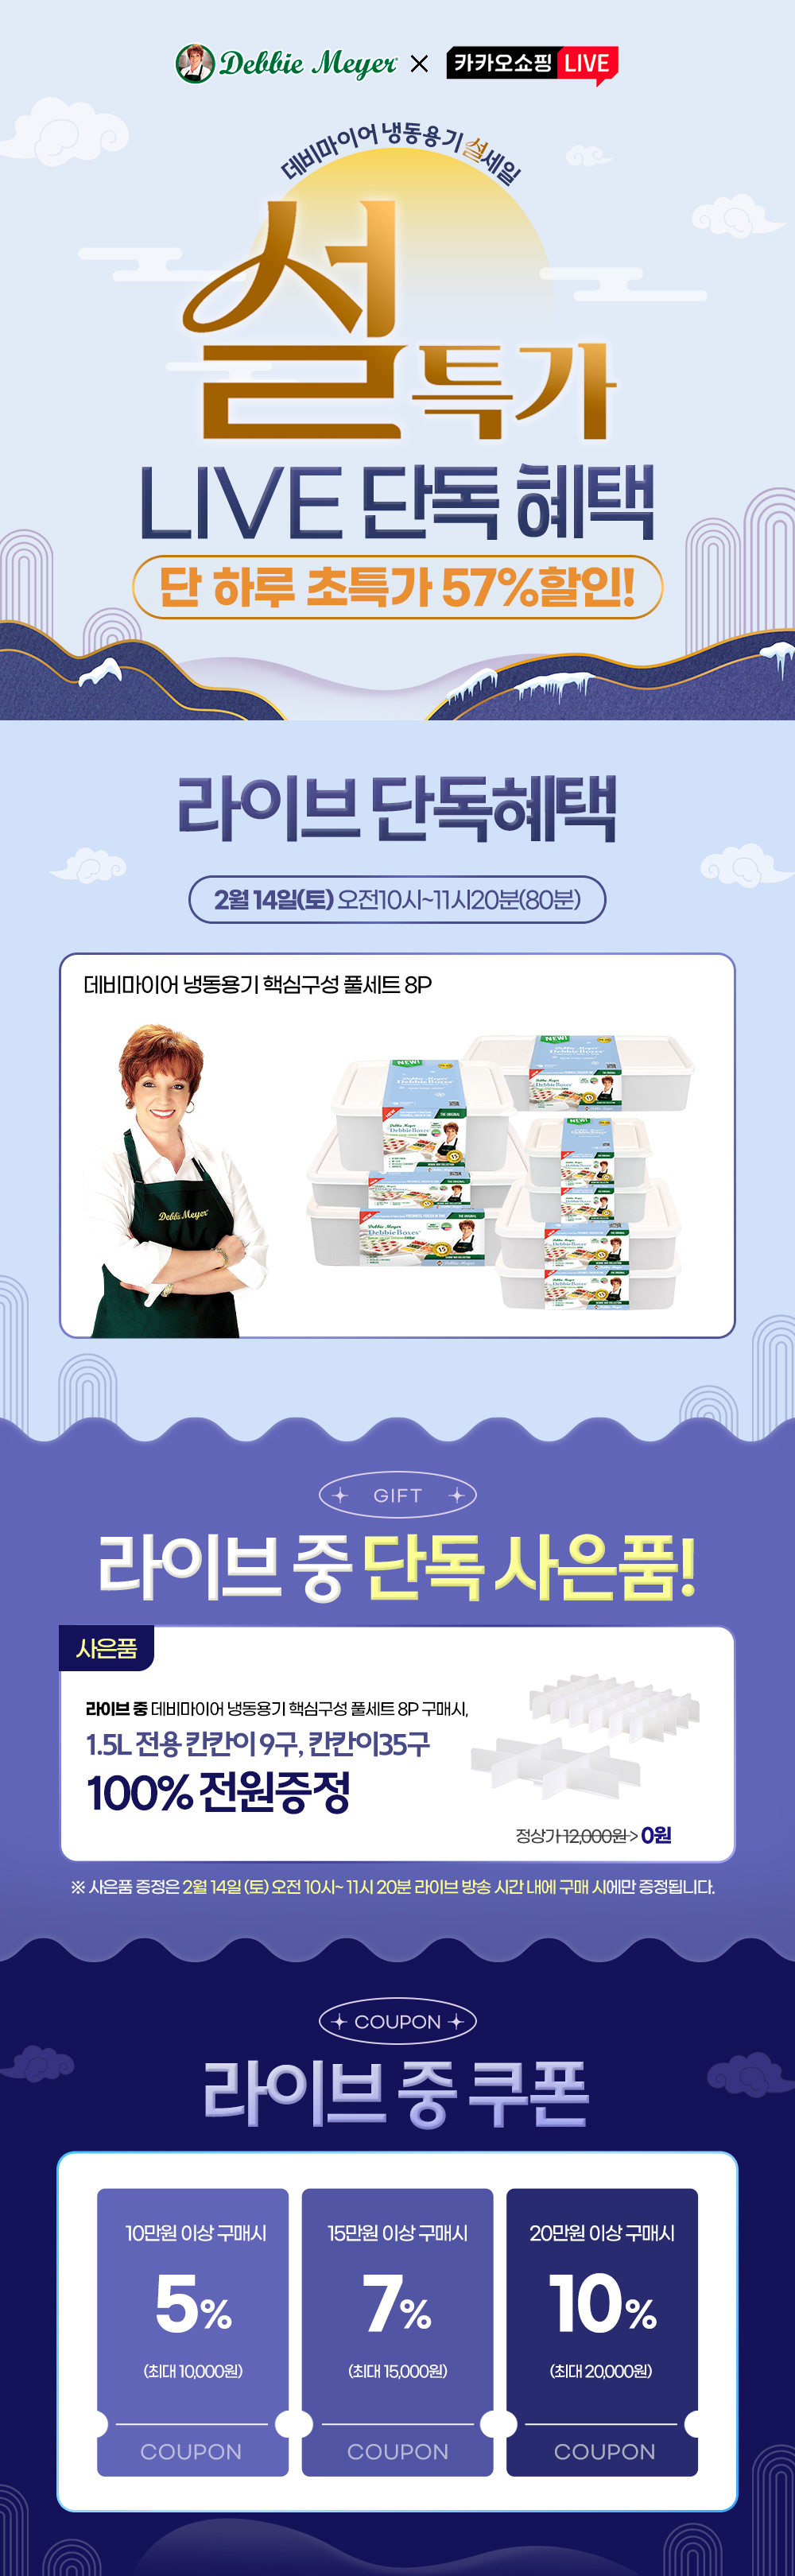 Debbie Meyer × 카카오쇼핑 LIVE
데비마이어 냉동용기 설세일
설특가
LIVE 단독 혜택
단 하루 초특가 57%할인!
라이브 단독혜택
2월 14일(토) 오전10시~11시20분(80분)
데비마이어 냉동용기 핵심구성 풀세트 8P
NEW!
NEW!
NEW!
Debbie Meyer
DebbieBoxes
Debbie Meyer
GIFT
라이브 중 단독 사은품!
사은품
라이브 중 데비마이어 냉동용기 핵심구성 풀세트 8P 구매시,
1.5L 전용 칸칸이 9구, 칸칸이35구
100% 전원증정
정상가 12,000원 > 0원
※ 사은품 증정은 2월 14일 (토) 오전 10시~ 11시 20분 라이브 방송 시간 내에 구매 시에만 증정됩니다.
COUPON
라이브 중 쿠폰
10만원 이상 구매시
5%
(최대 10,000원)
COUPON
15만원 이상 구매시
7%
(최대 15,000원)
COUPON
20만원 이상 구매시
10%
(최대 20,000원)
COUPON